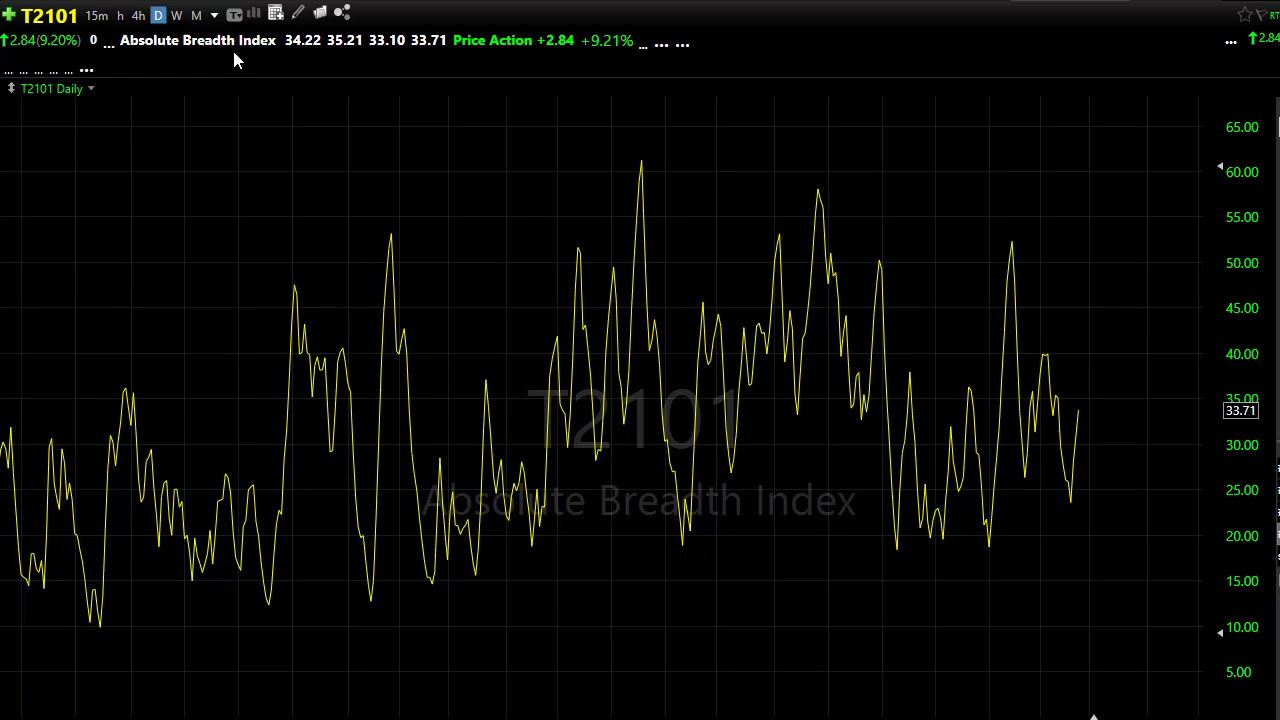 T2101 15m h 4h D W M T RT
2.84(9.20%) 0 ... Absolute Breadth Index 34.22 35.21 33.10 33.71 Price Action +2.84 +9.21% ... ... ... ... 2.84
... ... ... ... ... ...
T2101 Daily
65.00
60.00
55.00
50.00
45.00
40.00
35.00
33.71
30.00
25.00
20.00
15.00
10.00
5.00
T2101
Absolute Breadth Index